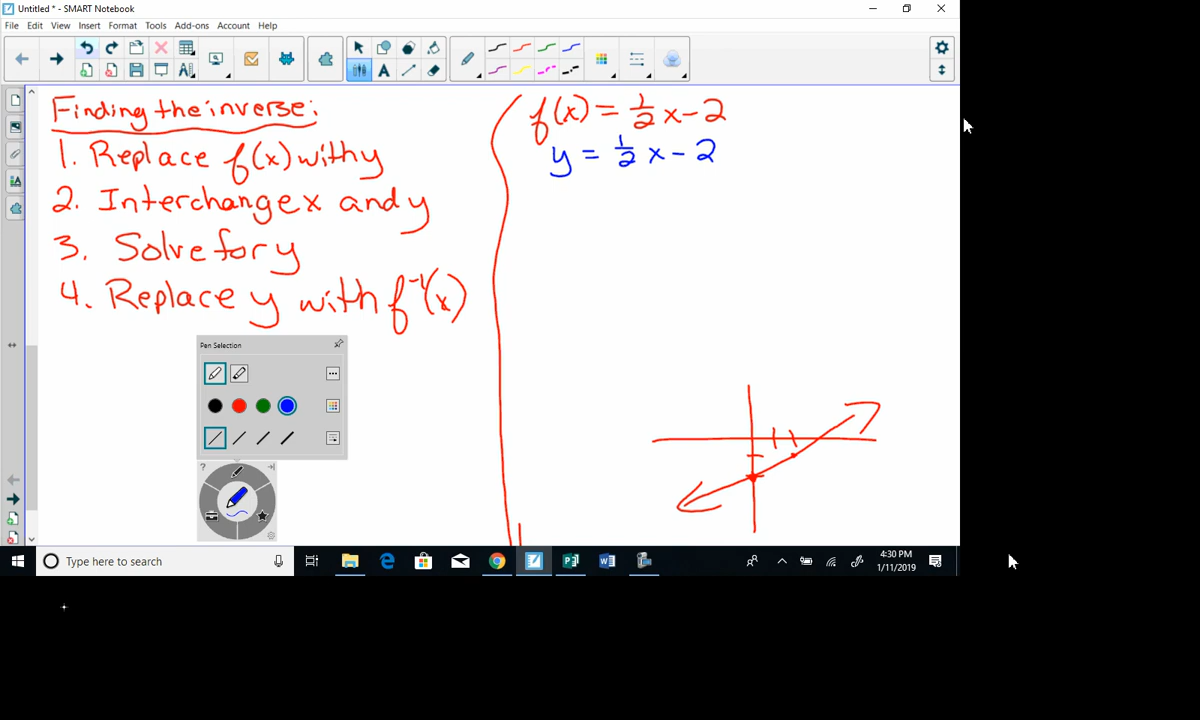 Untitled * - SMART Notebook
File Edit View Insert Format Tools Add-ons Account Help
Finding the inverse:
1. Replace f(x) with y
2. Interchange x and y
3. Solve for y
4. Replace y with f⁻¹(x)
f(x) = ½ x - 2
y = ½ x - 2
Pen Selection
Type here to search
4:30 PM
1/11/2019